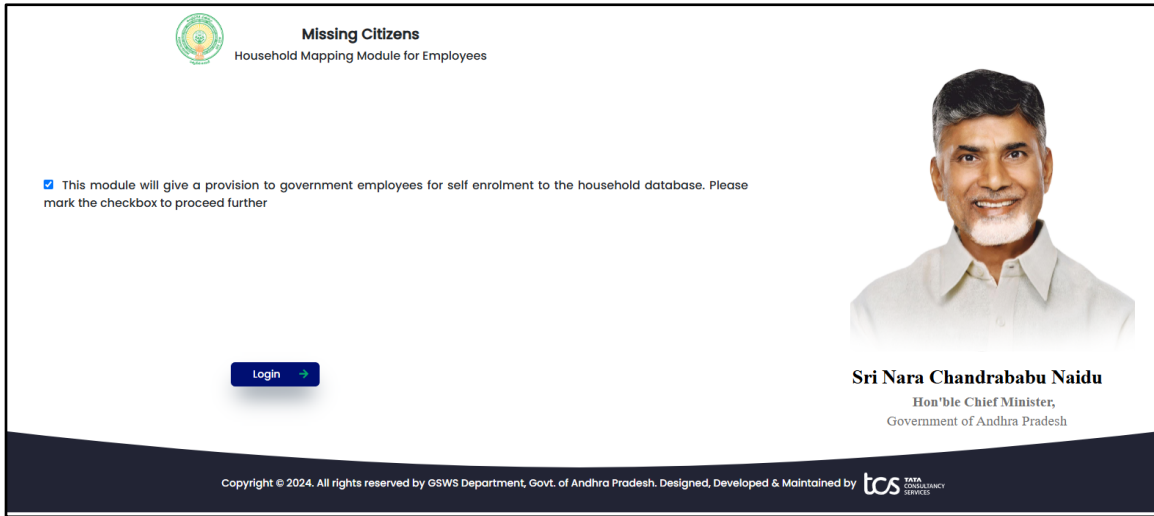 Missing Citizens
Household Mapping Module for Employees
This module will give a provision to government employees for self enrolment to the household database. Please
mark the checkbox to proceed further
Login
Sri Nara Chandrababu Naidu
Hon'ble Chief Minister,
Government of Andhra Pradesh
Copyright © 2024. All rights reserved by GSWS Department, Govt. of Andhra Pradesh. Designed, Developed & Maintained by
tcs TATA
CONSULTANCY
SERVICES